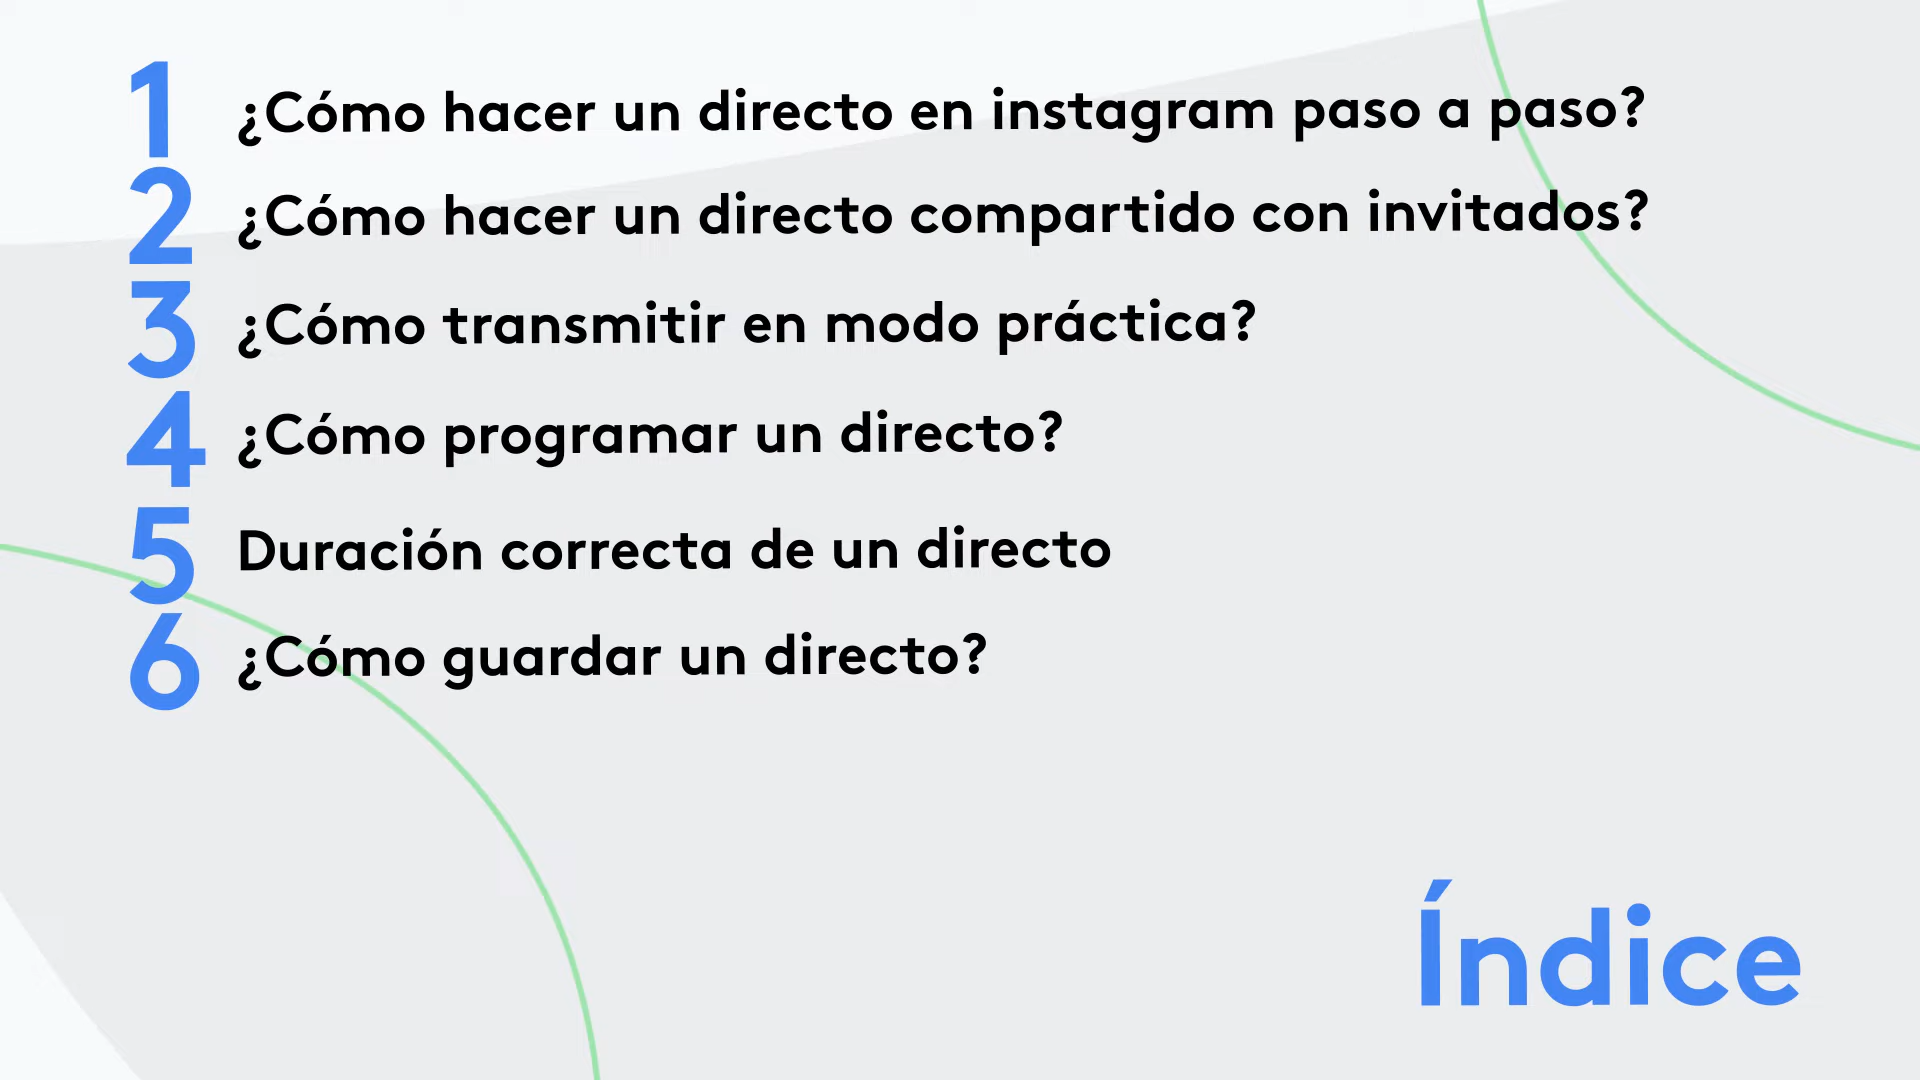 1 ¿Cómo hacer un directo en instagram paso a paso?
2 ¿Cómo hacer un directo compartido con invitados?
3 ¿Cómo transmitir en modo práctica?
4 ¿Cómo programar un directo?
5 Duración correcta de un directo
6 ¿Cómo guardar un directo?
Índice